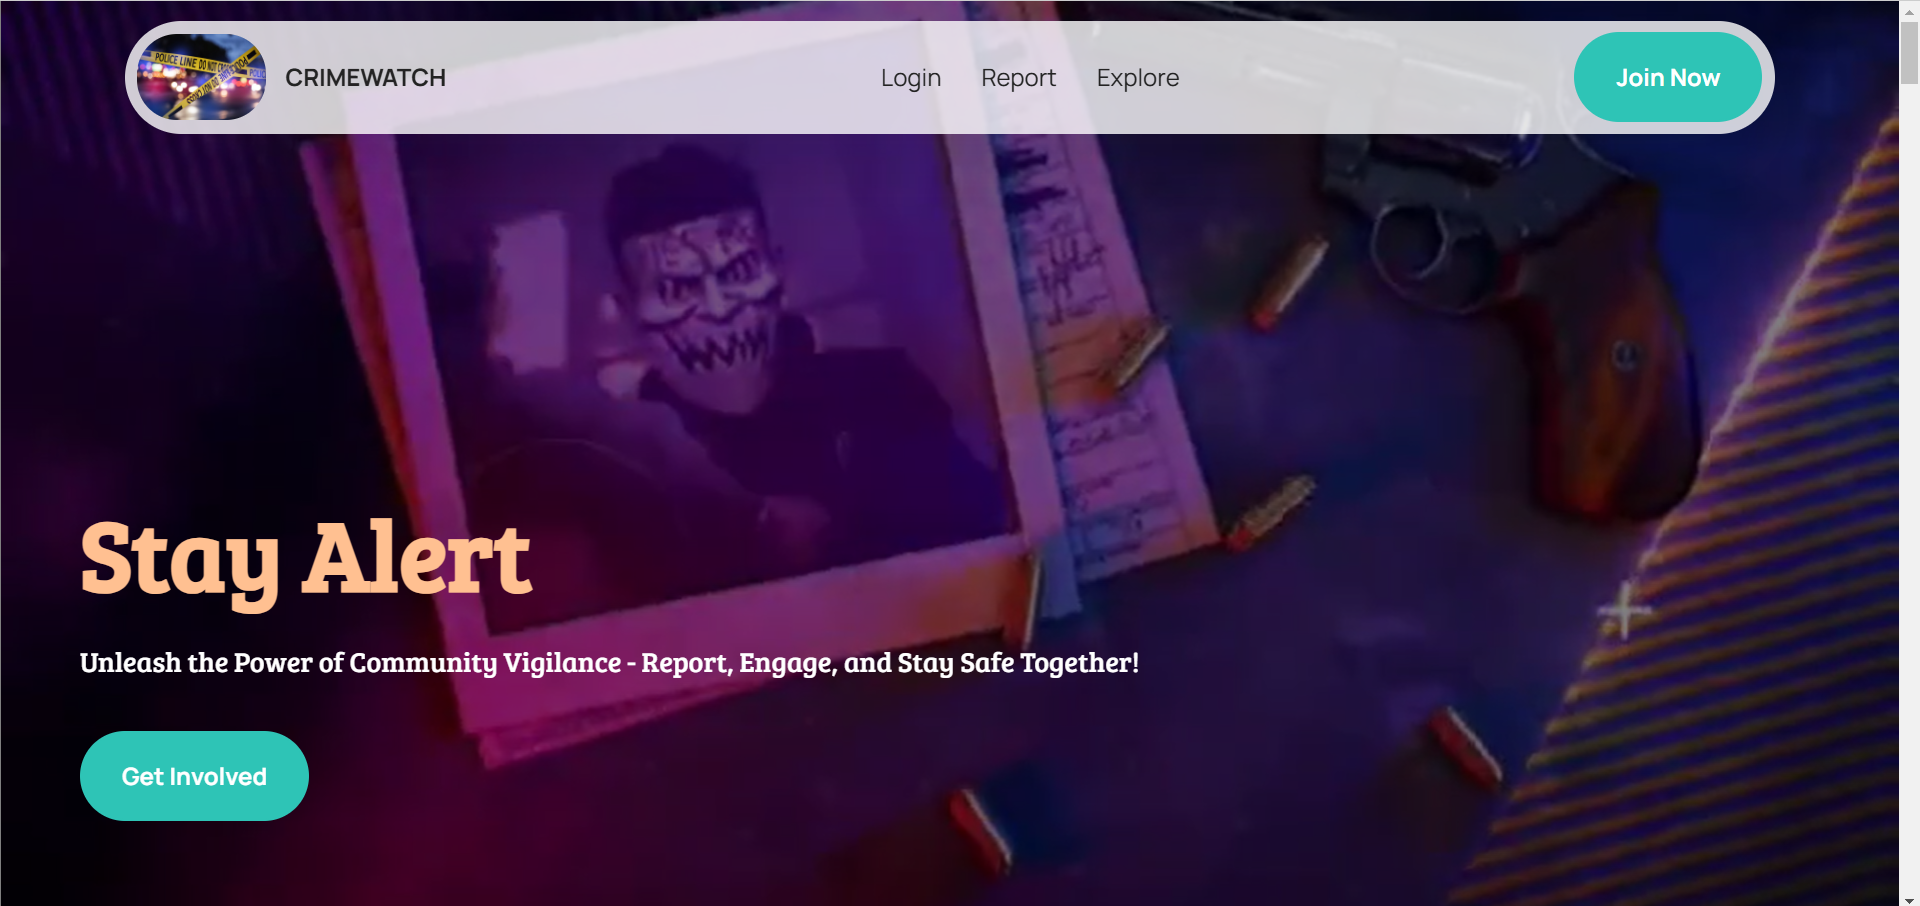 POLICE LINE DO NOT
CRIMEWATCH
Login
Report
Explore
Join Now
Stay Alert
Unleash the Power of Community Vigilance - Report, Engage, and Stay Safe Together!
Get Involved